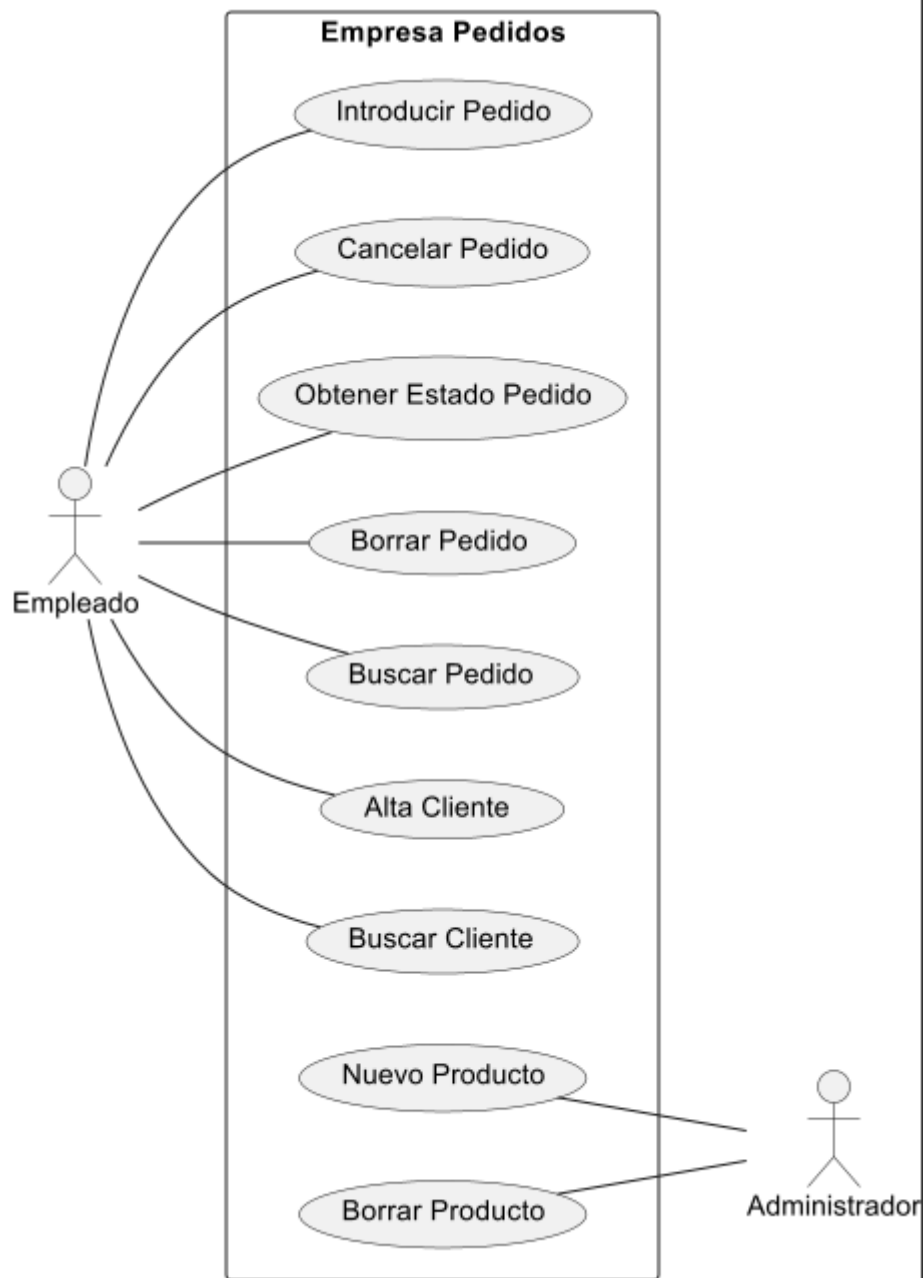 Empresa Pedidos
Introducir Pedido
Cancelar Pedido
Obtener Estado Pedido
Borrar Pedido
Empleado
Buscar Pedido
Alta Cliente
Buscar Cliente
Nuevo Producto
Administrador
Borrar Producto